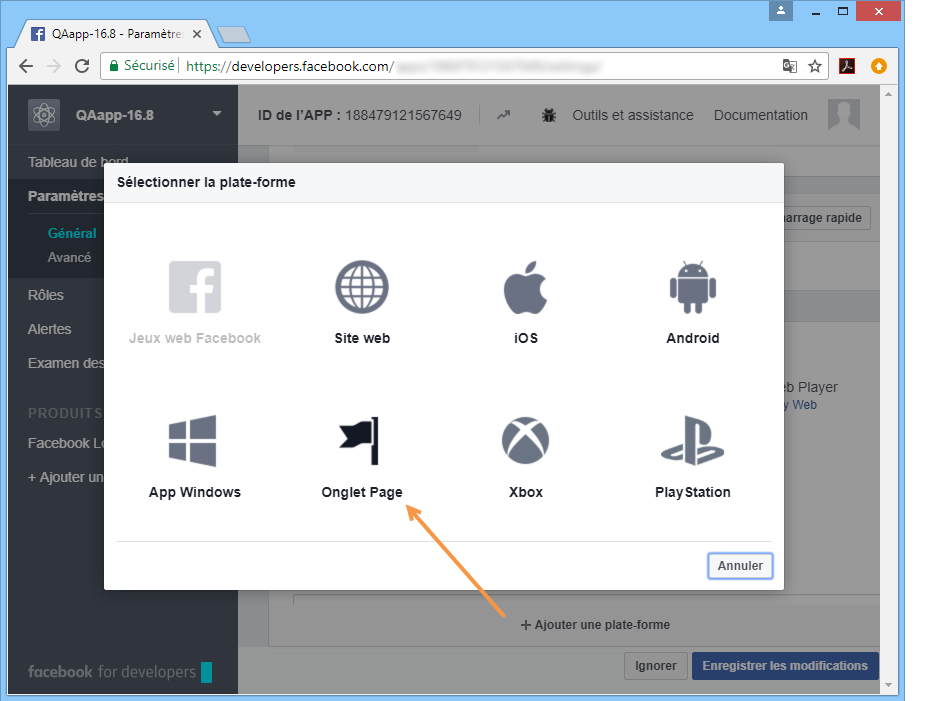 QAapp-16.8 - Paramètre
Sécurisé https://developers.facebook.com/
QAapp-16.8
ID de l'APP : 188479121567649
Outils et assistance
Documentation
Tableau de bord
Paramètres
Général
Avancé
Rôles
Alertes
Examen des
PRODUITS
Facebook Lo
+ Ajouter un
facebook for developers
Sélectionner la plate-forme
Jeux web Facebook
Site web
iOS
Android
App Windows
Onglet Page
Xbox
PlayStation
Annuler
arrage rapide
b Player
y Web
+ Ajouter une plate-forme
Ignorer
Enregistrer les modifications